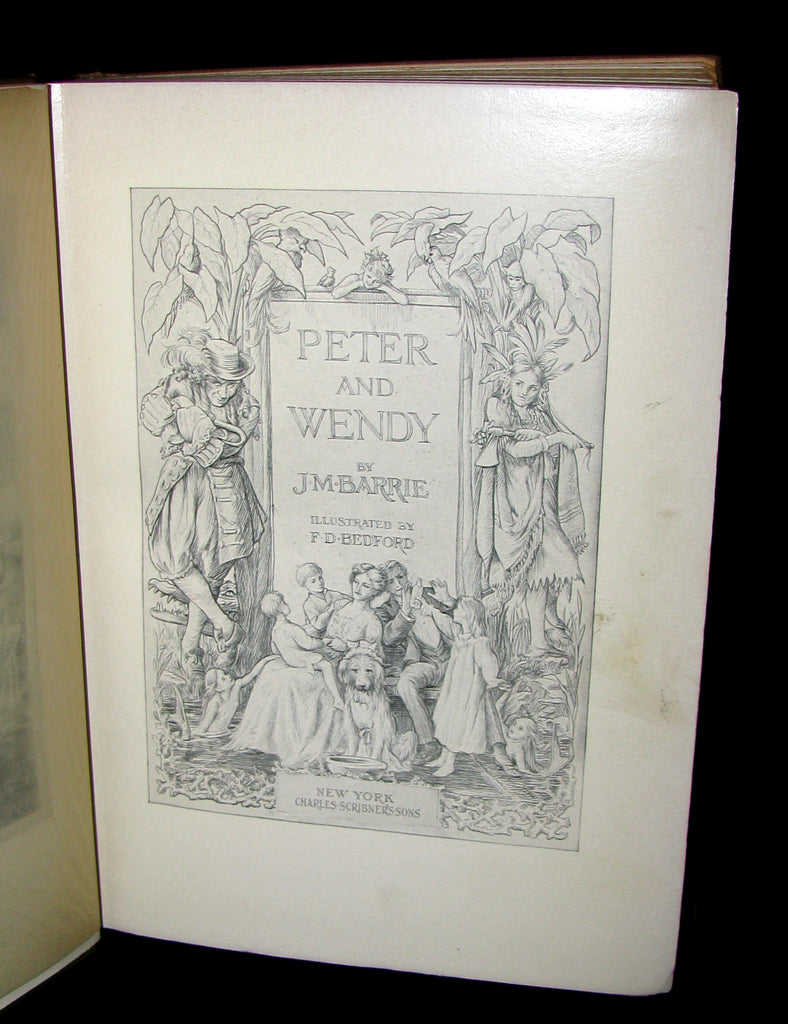 PETER
AND
WENDY
BY
J·M·BARRIE
ILLUSTRATED BY
F·D·BEDFORD
NEW YORK
CHARLES·SCRIBNER'S·SONS